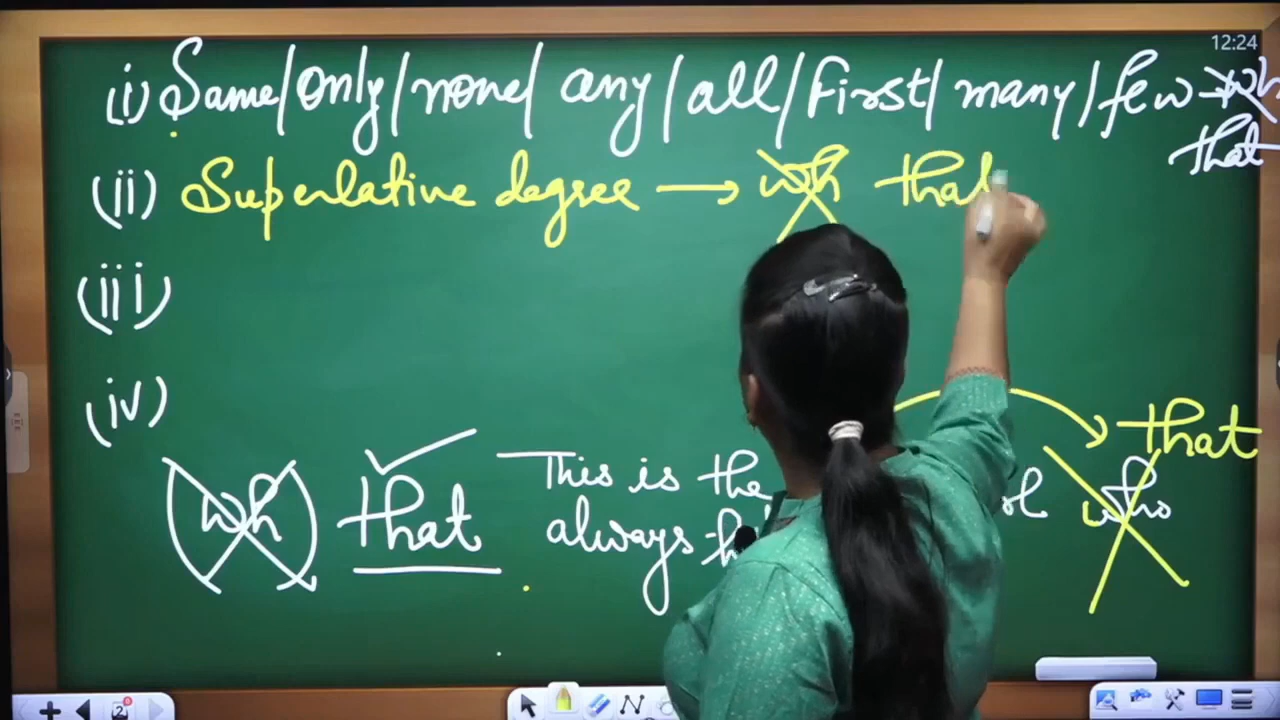 12:24
(i) Same/only/none/any/all/First/many/few→wh
that
(ii) Superlative degree → wh that
(iii)
(iv)
that
wh that This is the who
always
2